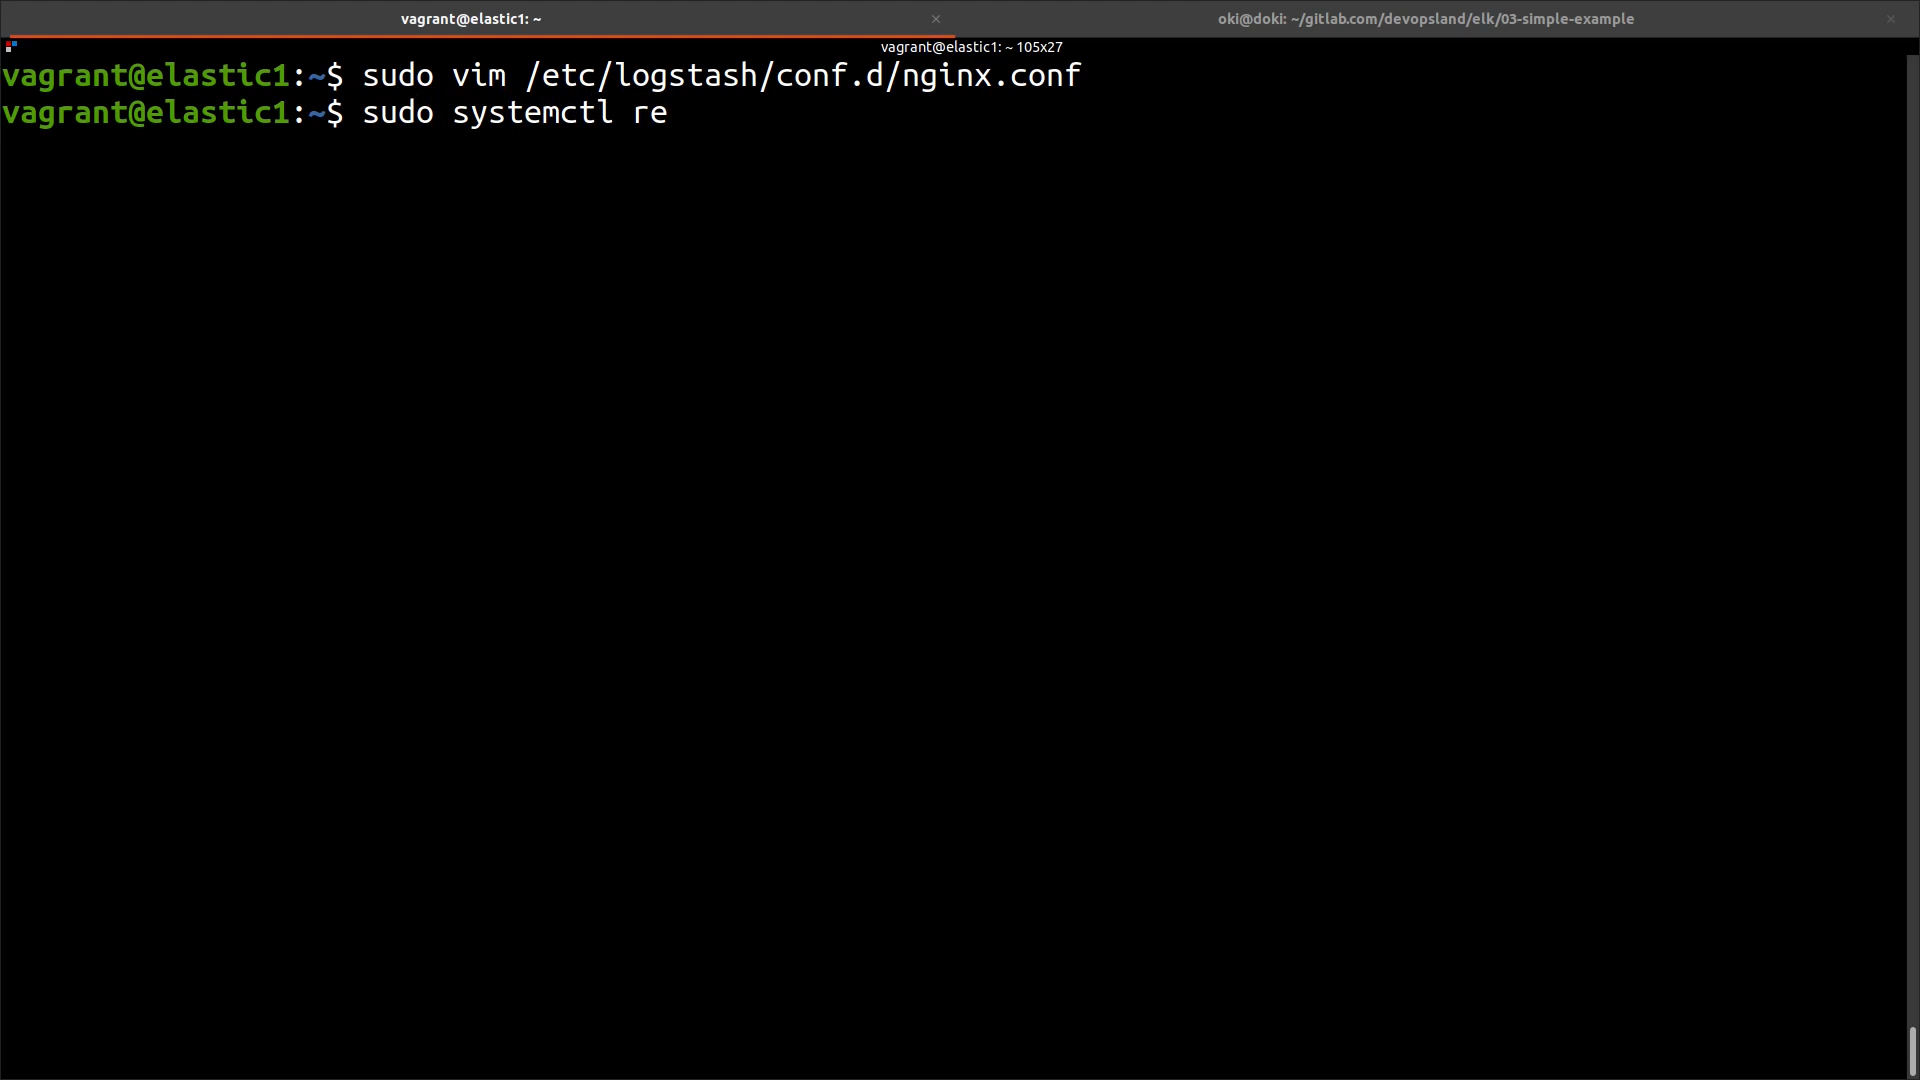 vagrant@elastic1: ~ × oki@doki: ~/gitlab.com/devopsland/elk/03-simple-example ×
vagrant@elastic1: ~ 105x27
vagrant@elastic1:~$ sudo vim /etc/logstash/conf.d/nginx.conf
vagrant@elastic1:~$ sudo systemctl re